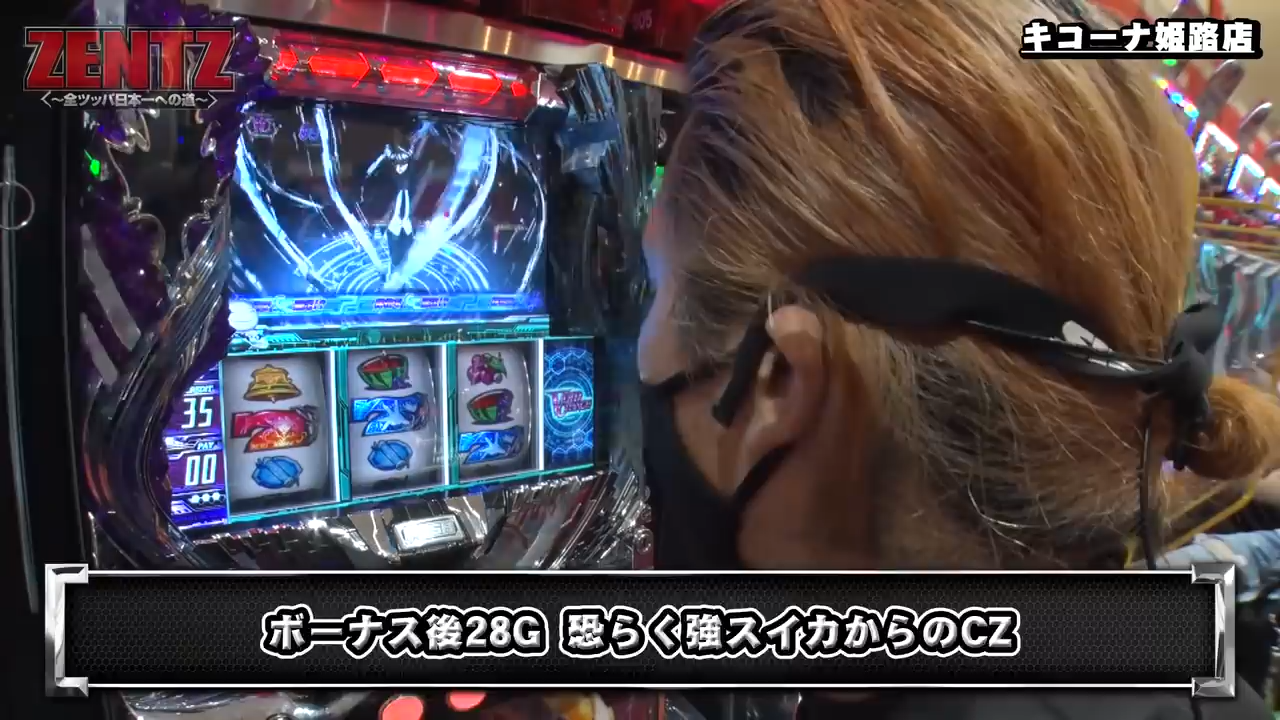 ZENTZ
〈～全ツッパ日本一への道～〉
キコーナ姫路店
CREDIT
35
PAY
00
ボーナス後28G 恐らく強スイカからのCZ